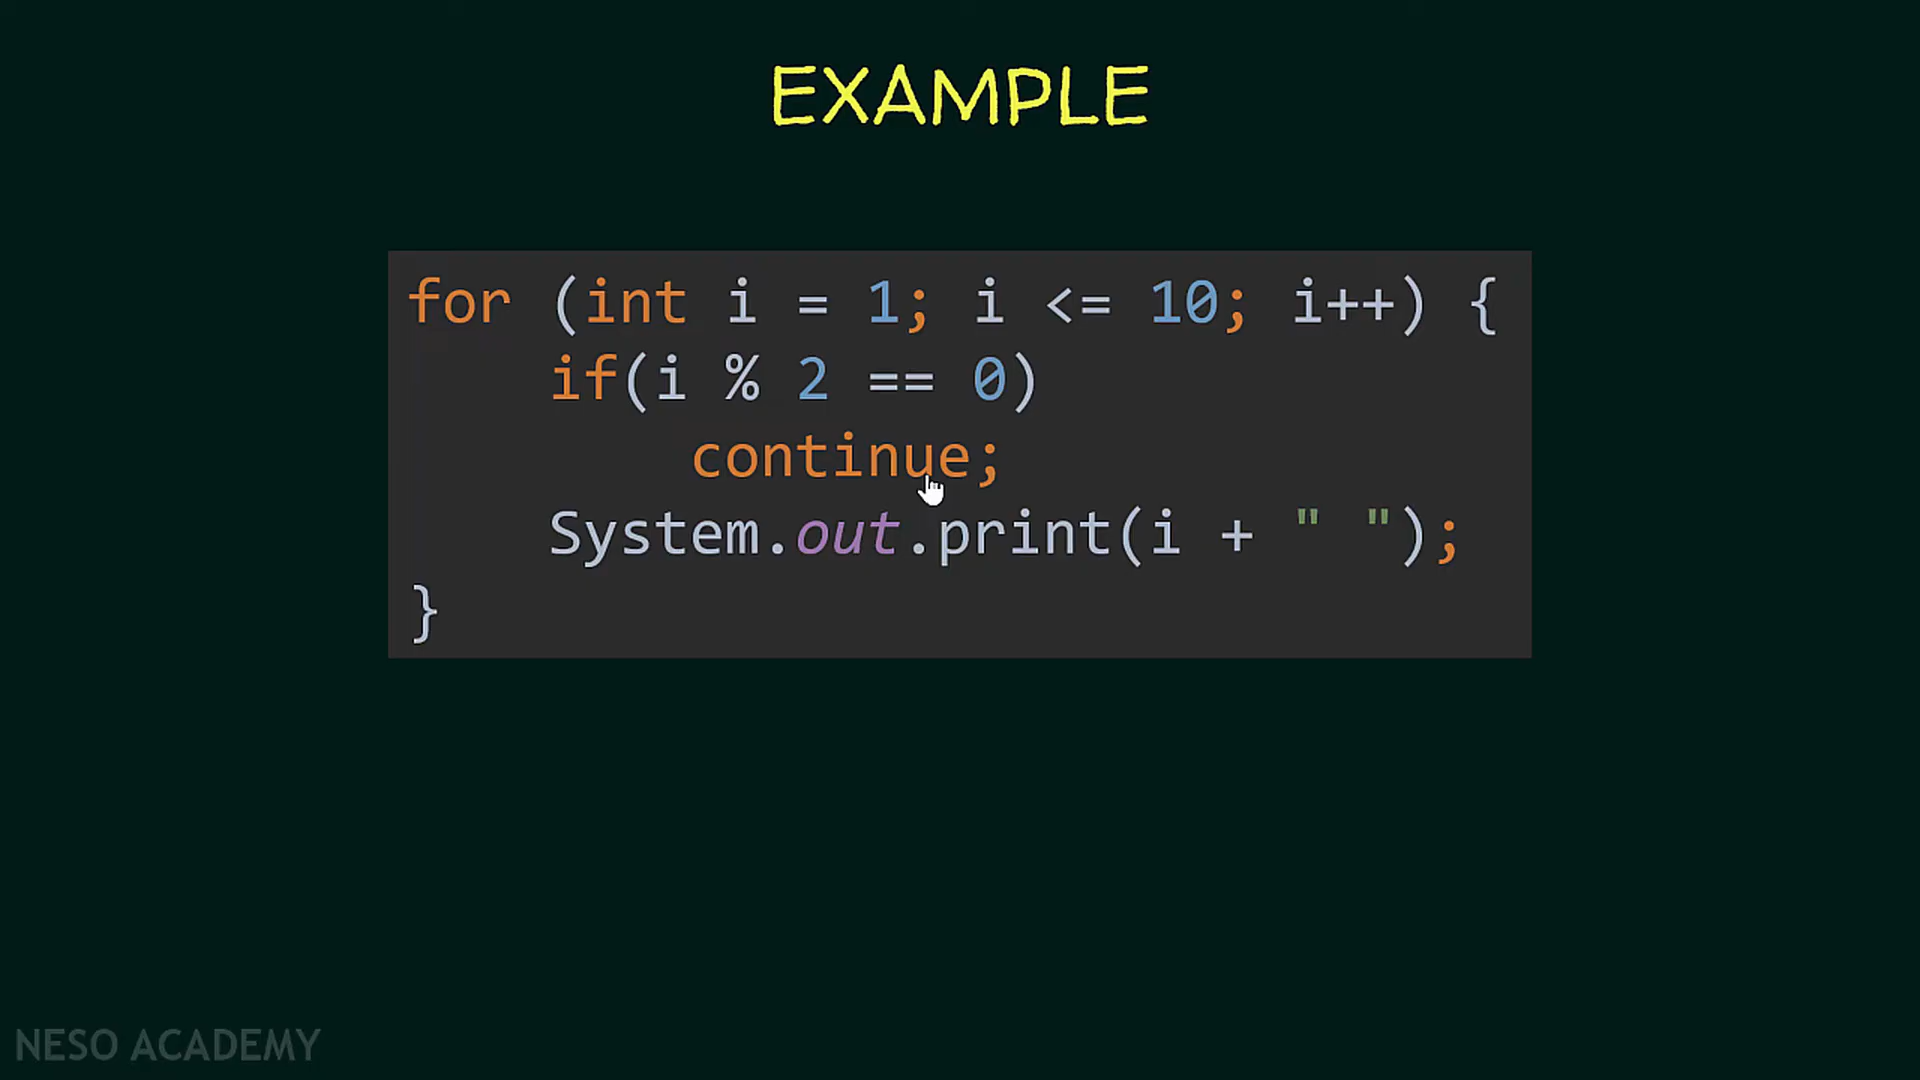 EXAMPLE
for (int i = 1; i <= 10; i++) {
    if(i % 2 == 0)
        continue;
    System.out.print(i + " ");
}
NESO ACADEMY